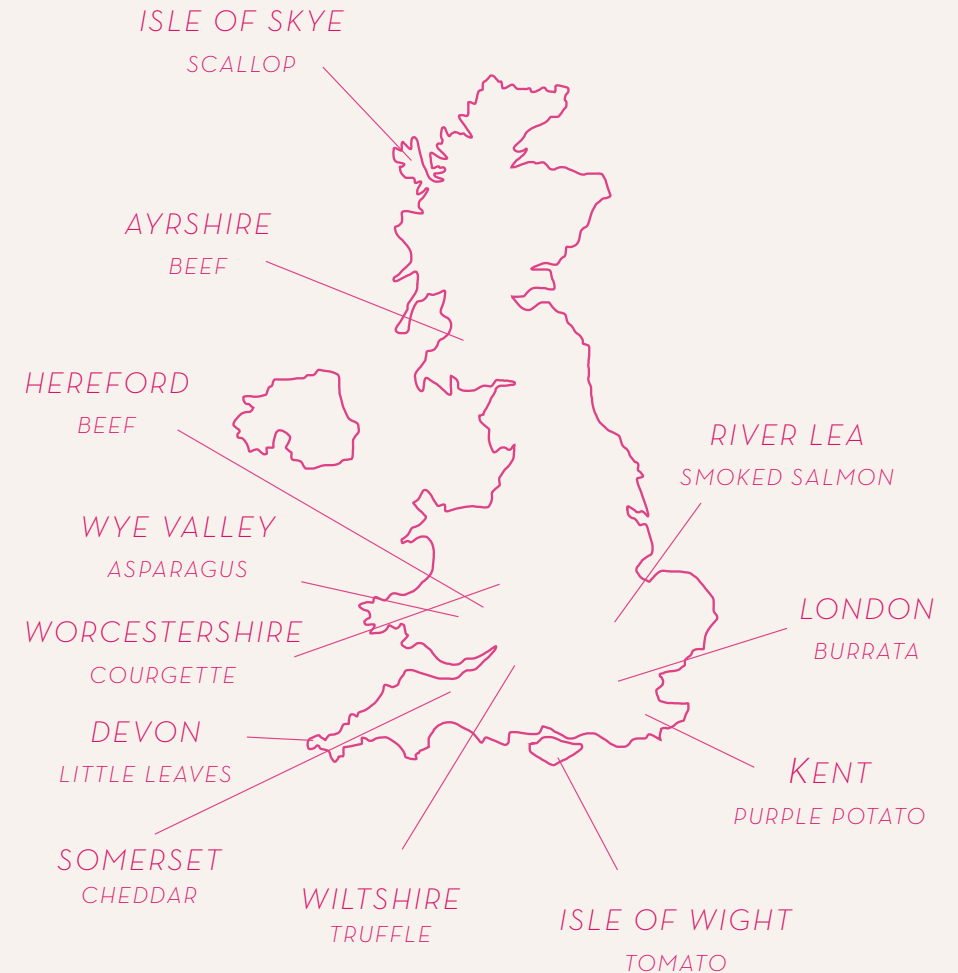 ISLE OF SKYE
SCALLOP
AYRSHIRE
BEEF
HEREFORD
BEEF
RIVER LEA
SMOKED SALMON
WYE VALLEY
ASPARAGUS
LONDON
BURRATA
WORCESTERSHIRE
COURGETTE
DEVON
LITTLE LEAVES
KENT
PURPLE POTATO
SOMERSET
CHEDDAR
WILTSHIRE
TRUFFLE
ISLE OF WIGHT
TOMATO